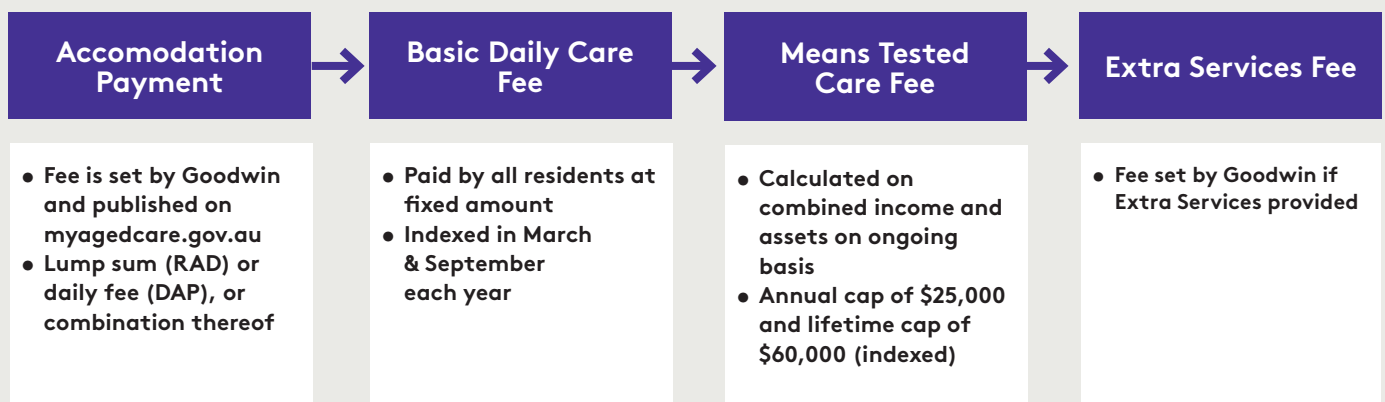 Accomodation
Payment
● Fee is set by Goodwin
and published on
myagedcare.gov.au
● Lump sum (RAD) or
daily fee (DAP), or
combination thereof
Basic Daily Care
Fee
● Paid by all residents at
fixed amount
● Indexed in March
& September
each year
Means Tested
Care Fee
● Calculated on
combined income and
assets on ongoing
basis
● Annual cap of $25,000
and lifetime cap of
$60,000 (indexed)
Extra Services Fee
● Fee set by Goodwin if
Extra Services provided